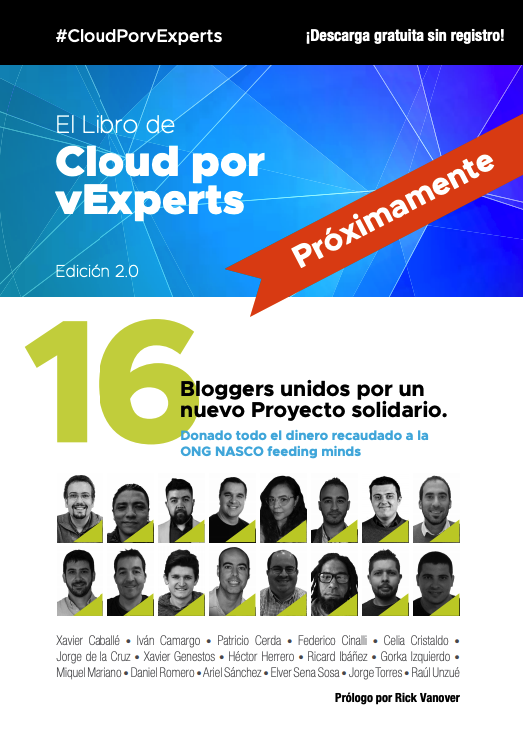 #CloudPorvExperts
¡Descarga gratuita sin registro!
El Libro de
Cloud por
vExperts
Próximamente
Edición 2.0
16
Bloggers unidos por un
nuevo Proyecto solidario.
Donado todo el dinero recaudado a la
ONG NASCO feeding minds
Xavier Caballé • Iván Camargo • Patricio Cerda • Federico Cinalli • Celia Cristaldo •
Jorge de la Cruz • Xavier Genestos • Héctor Herrero • Ricard Ibáñez • Gorka Izquierdo •
Miquel Mariano • Daniel Romero • Ariel Sánchez • Elver Sena Sosa • Jorge Torres • Raúl Unzué
Prólogo por Rick Vanover